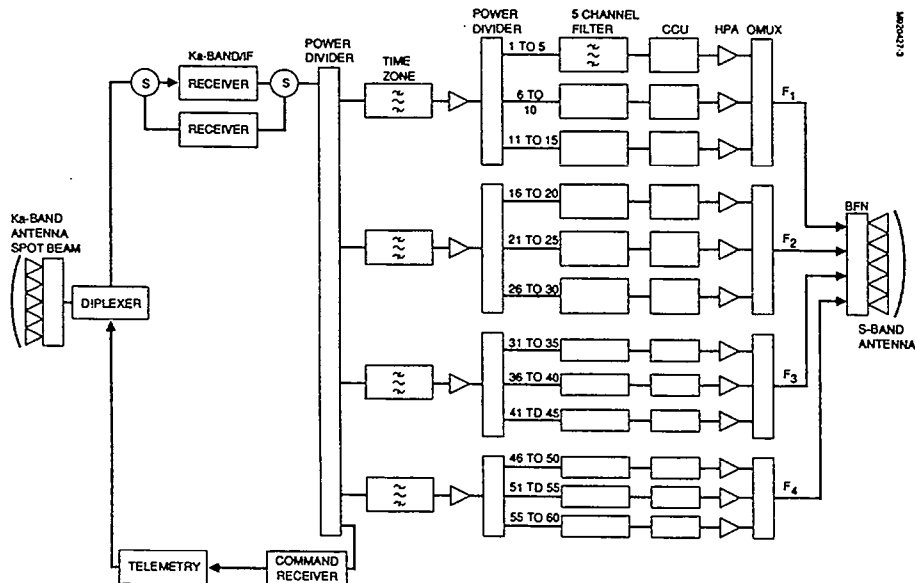 POWER
DIVIDER
5 CHANNEL
FILTER
CCU
HPA
OMUX
Ka-BAND/IF
POWER
DIVIDER
TIME
ZONE
S
RECEIVER
S
RECEIVER
1 TO 5
6 TO
10
11 TO 15
F1
16 TO 20
21 TO 25
26 TO 30
F2
31 TO 35
36 TO 40
41 TD 45
F3
46 TO 50
51 TD 55
55 TO 60
F4
Ka-BAND
ANTENNA
SPOT BEAM
DIPLEXER
BFN
S-BAND
ANTENNA
TELEMETRY
COMMAND
RECEIVER